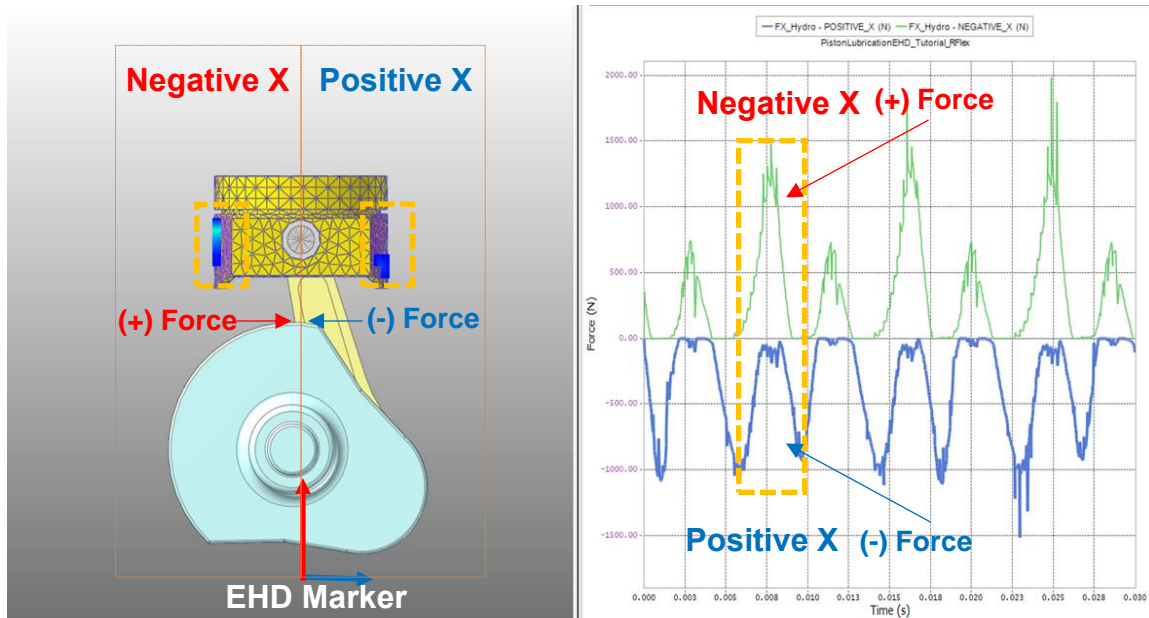 Negative X
Positive X
(+) Force
(-) Force
EHD Marker
FX_Hydro - POSITIVE_X (N)
FX_Hydro - NEGATIVE_X (N)
PistonLubricationEHD_Tutorial_RFlex
2000.00
1500.00
1000.00
500.00
0.00
-500.00
-1000.00
-1500.00
Force (N)
Negative X (+) Force
Positive X (-) Force
0.000 0.003 0.005 0.008 0.010 0.013 0.015 0.018 0.020 0.022 0.025 0.028 0.030
Time (s)